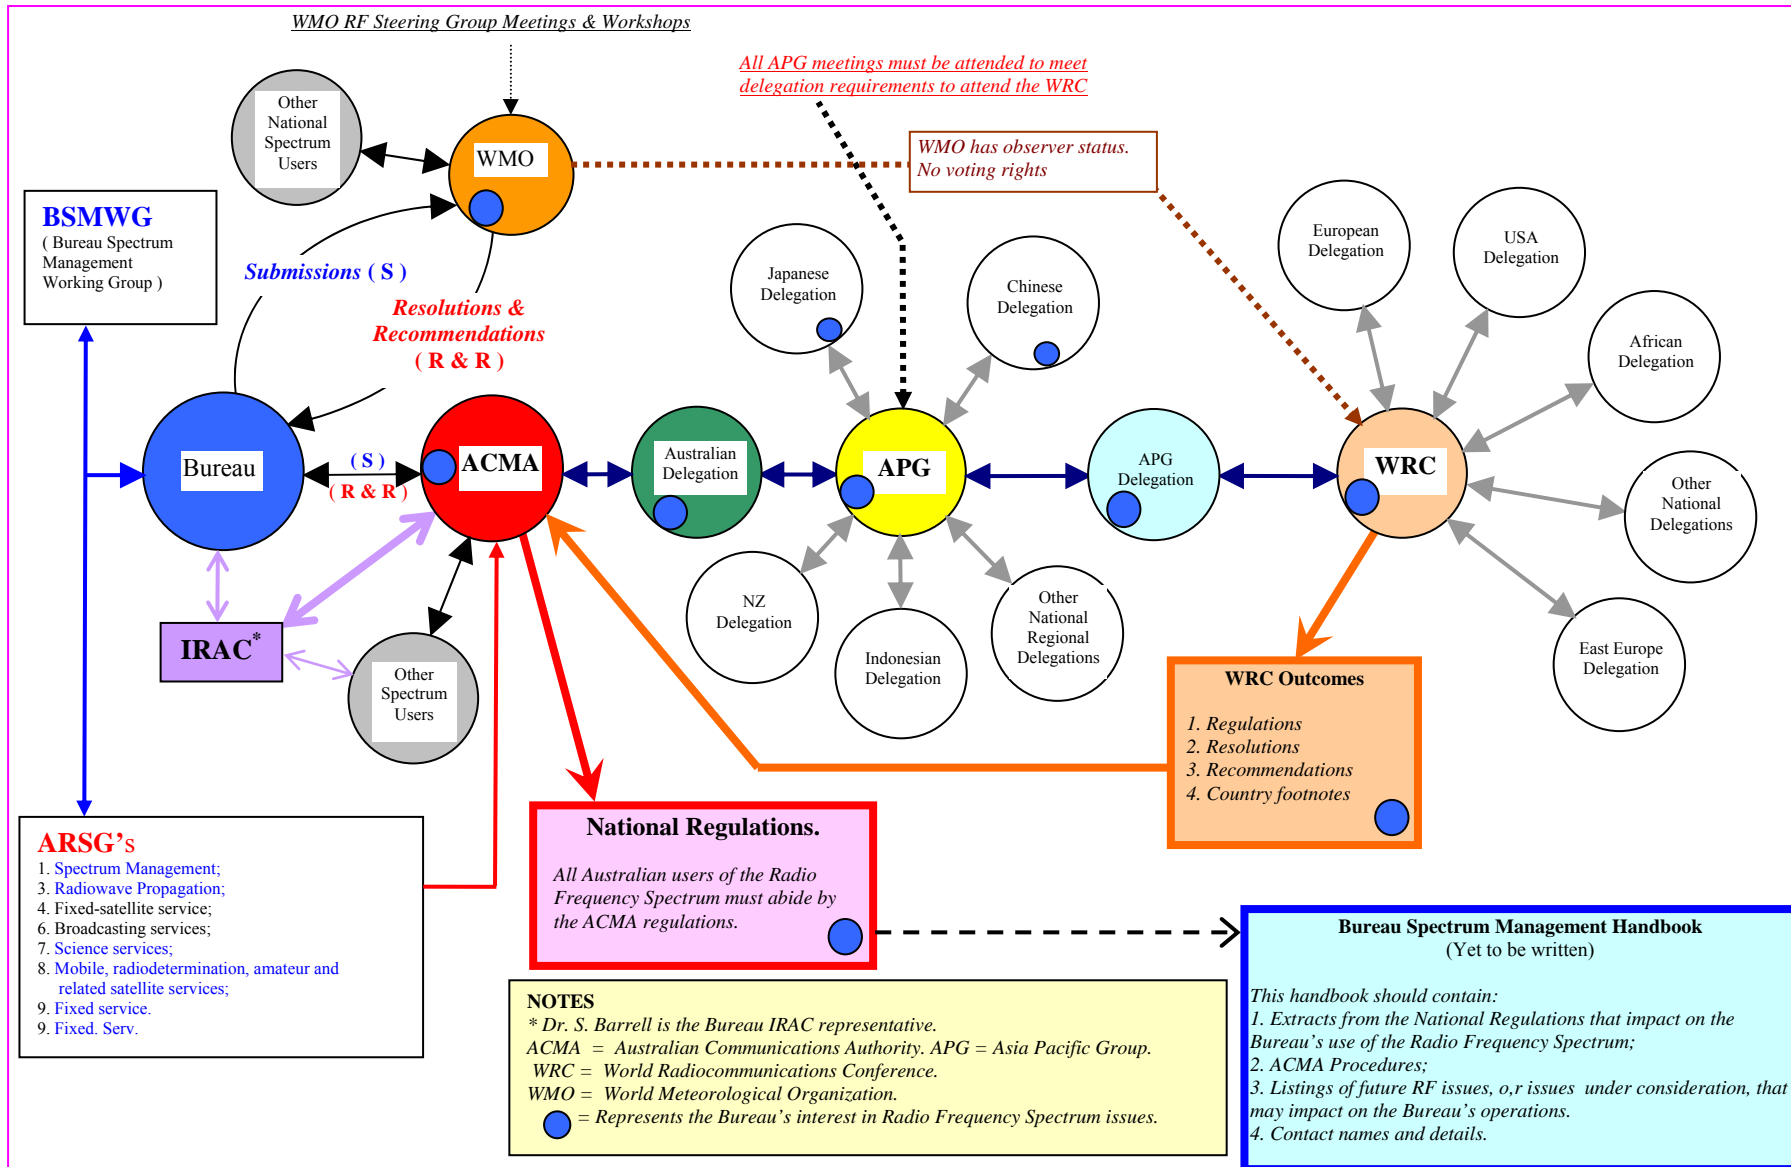 WMO RF Steering Group Meetings & Workshops
All APG meetings must be attended to meet
delegation requirements to attend the WRC
Other
National
Spectrum
Users
WMO
WMO has observer status.
No voting rights
BSMWG
( Bureau Spectrum
Management
Working Group )
Submissions ( S )
Resolutions &
Recommendations
( R & R )
Japanese
Delegation
Chinese
Delegation
European
Delegation
USA
Delegation
African
Delegation
Bureau
( S )
( R & R )
ACMA
Australian
Delegation
APG
APG
Delegation
WRC
Other
National
Delegations
NZ
Delegation
Indonesian
Delegation
Other
National
Regional
Delegations
East Europe
Delegation
IRAC*
Other
Spectrum
Users
WRC Outcomes
1. Regulations
2. Resolutions
3. Recommendations
4. Country footnotes
ARSG's
1. Spectrum Management;
3. Radiowave Propagation;
4. Fixed-satellite service;
6. Broadcasting services;
7. Science services;
8. Mobile, radiodetermination, amateur and
related satellite services;
9. Fixed service.
9. Fixed. Serv.
National Regulations.
All Australian users of the Radio
Frequency Spectrum must abide by
the ACMA regulations.
NOTES
* Dr. S. Barrell is the Bureau IRAC representative.
ACMA = Australian Communications Authority. APG = Asia Pacific Group.
WRC = World Radiocommunications Conference.
WMO = World Meteorological Organization.
= Represents the Bureau's interest in Radio Frequency Spectrum issues.
Bureau Spectrum Management Handbook
(Yet to be written)
This handbook should contain:
1. Extracts from the National Regulations that impact on the
Bureau's use of the Radio Frequency Spectrum;
2. ACMA Procedures;
3. Listings of future RF issues, o,r issues under consideration, that
may impact on the Bureau's operations.
4. Contact names and details.